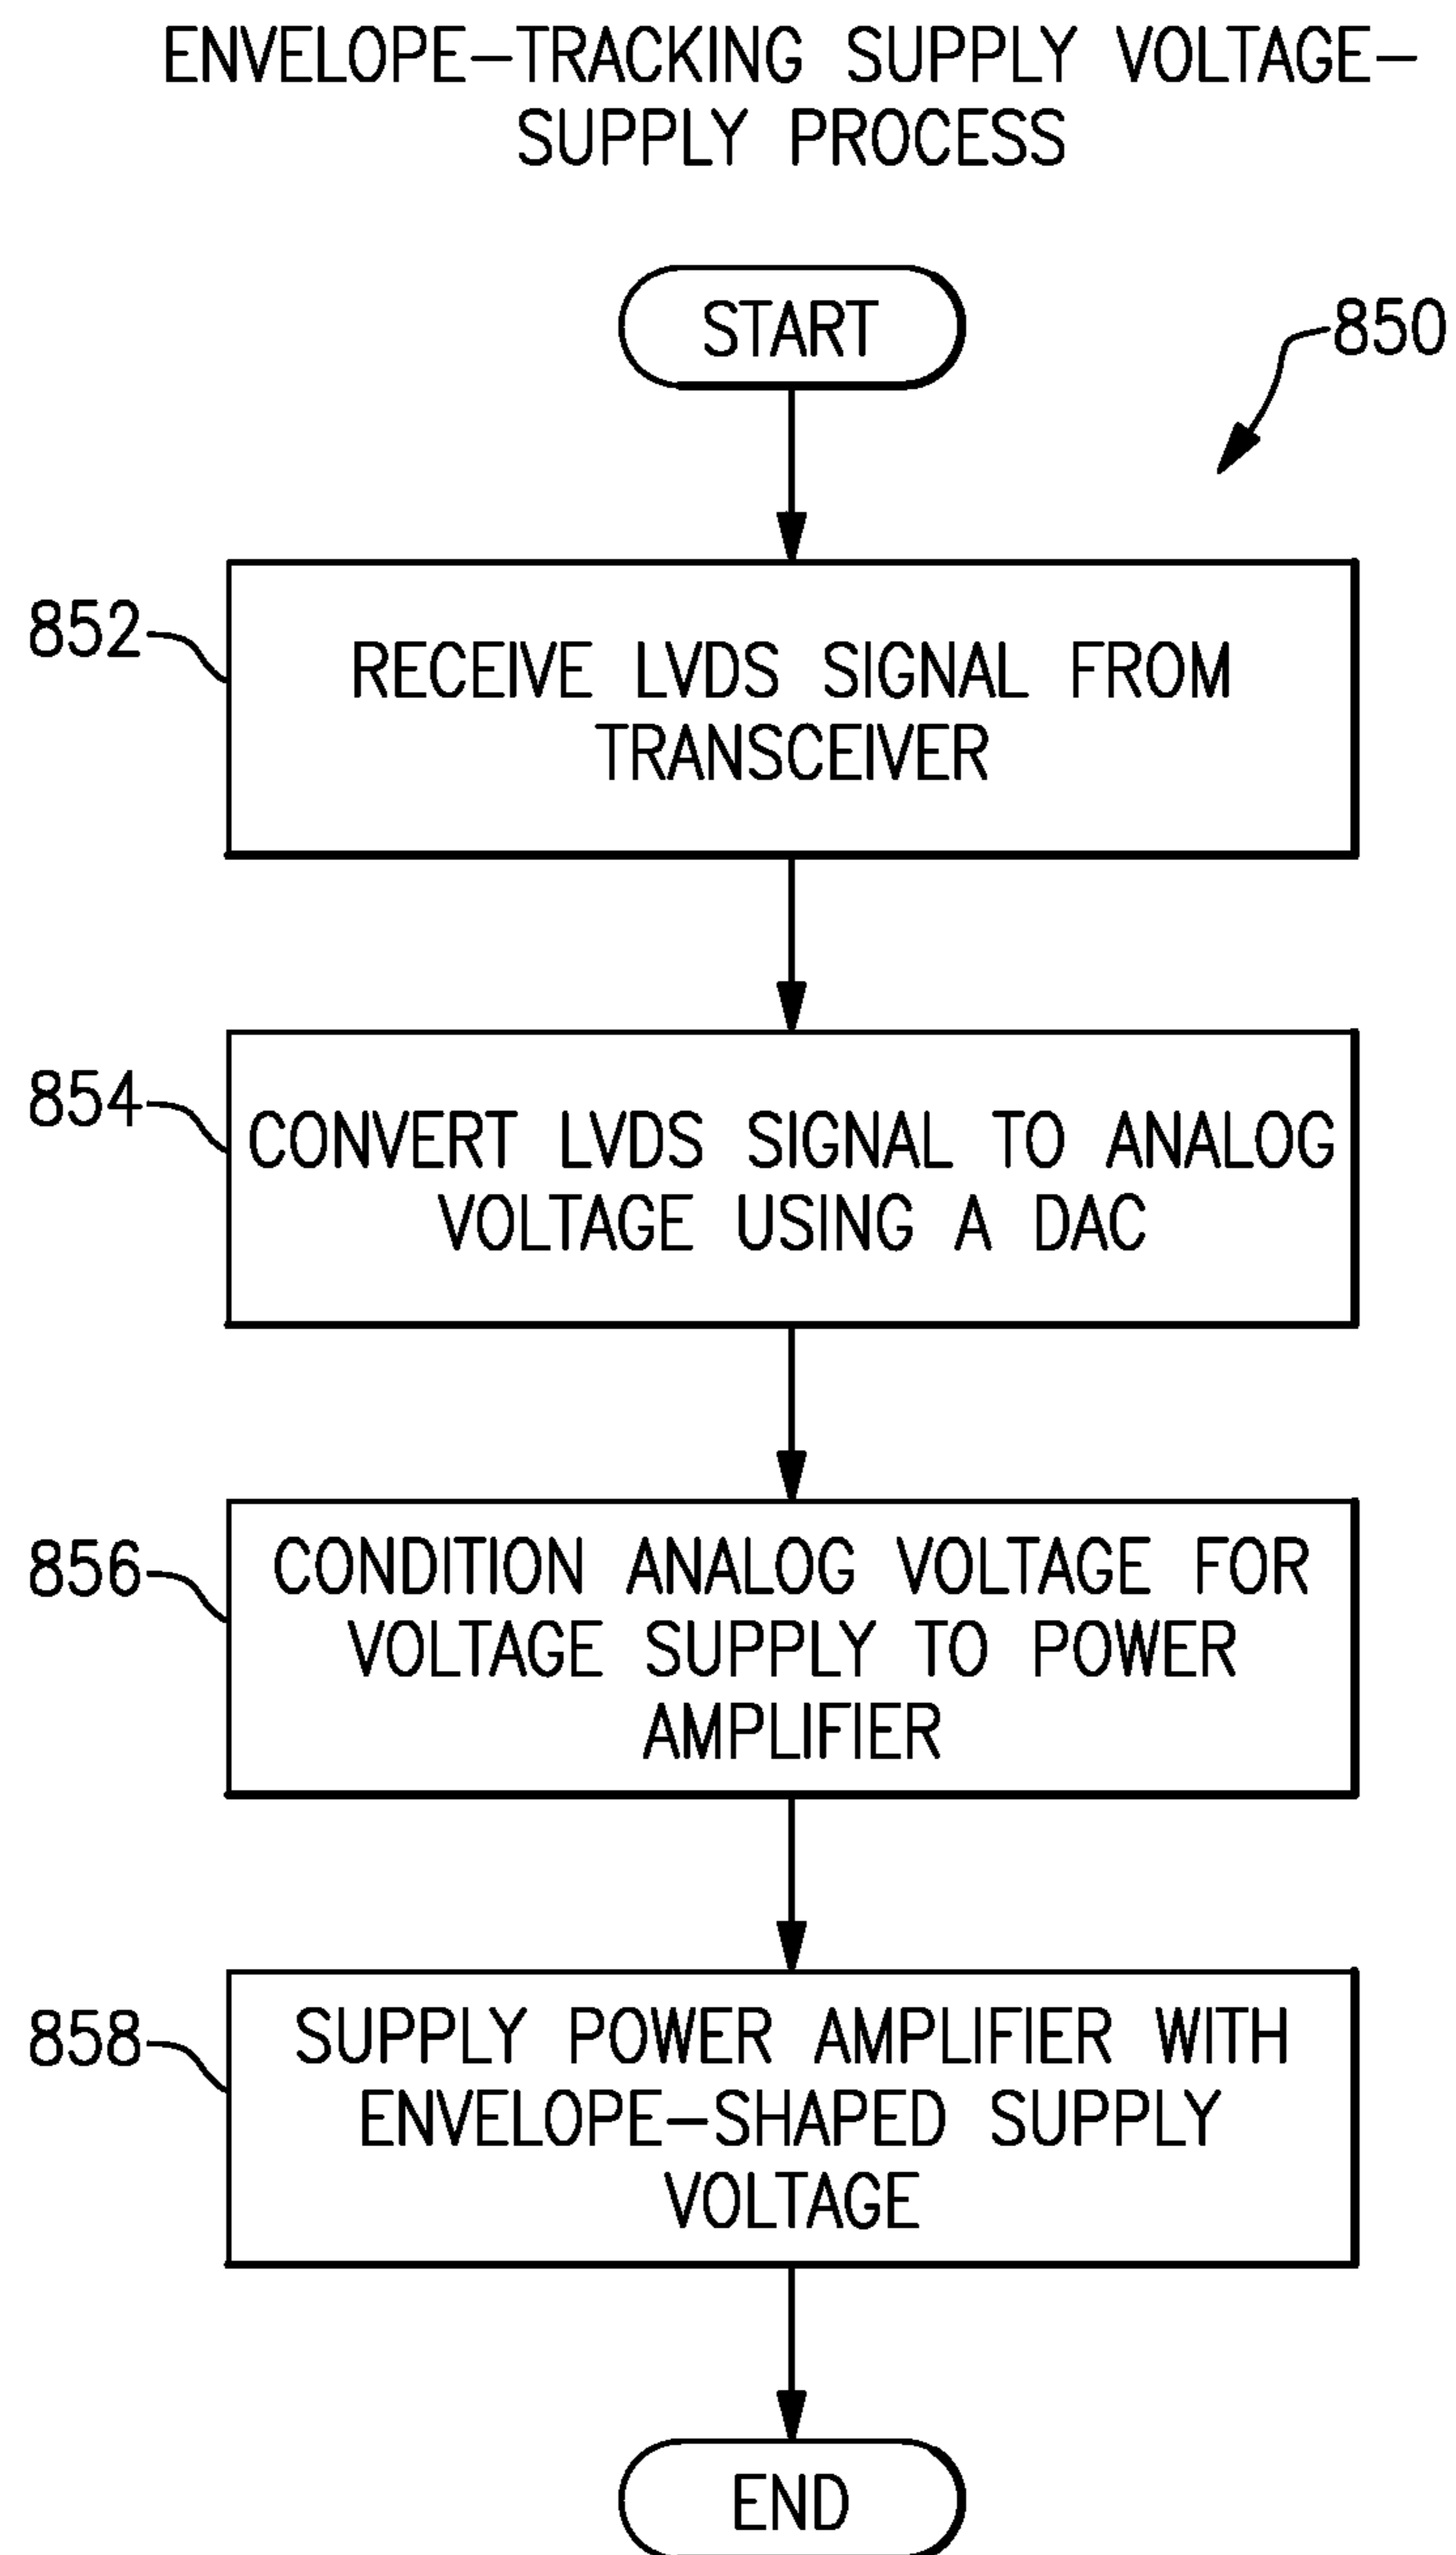 ENVELOPE-TRACKING SUPPLY VOLTAGE-
SUPPLY PROCESS
START
850
852
RECEIVE LVDS SIGNAL FROM
TRANSCEIVER
854
CONVERT LVDS SIGNAL TO ANALOG
VOLTAGE USING A DAC
856
CONDITION ANALOG VOLTAGE FOR
VOLTAGE SUPPLY TO POWER
AMPLIFIER
858
SUPPLY POWER AMPLIFIER WITH
ENVELOPE-SHAPED SUPPLY
VOLTAGE
END